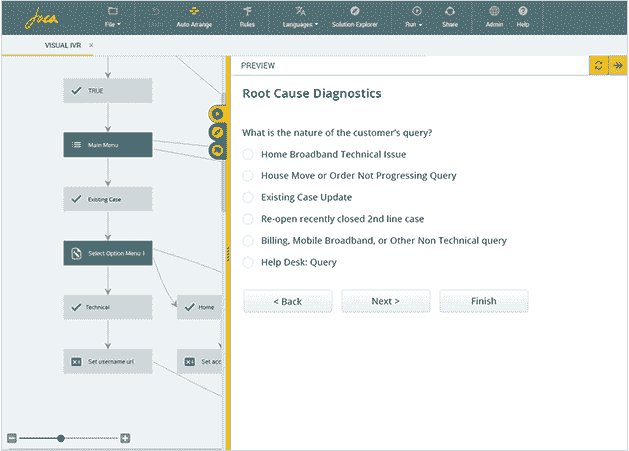 Joca
File Undo Auto Arrange Rules Languages Solution Explorer Run Share Admin Help
VISUAL IVR ×
PREVIEW
TRUE
Main Menu
Existing Case
Select Option Menu
Technical
Home
Set username url
Set acc
Root Cause Diagnostics
What is the nature of the customer's query?
Home Broadband Technical Issue
House Move or Order Not Progressing Query
Existing Case Update
Re-open recently closed 2nd line case
Billing, Mobile Broadband, or Other Non Technical query
Help Desk: Query
< Back
Next >
Finish